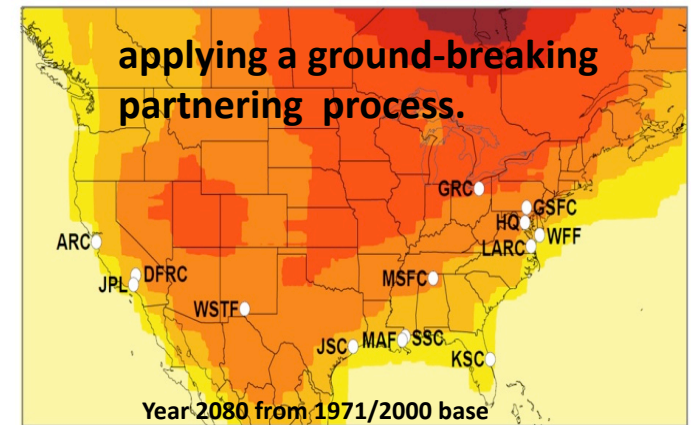 applying a ground-breaking
partnering process.
GRC
GSFC
HQ
WFF
LARC
ARC
DFRC
JPL
MSFC
WSTF
JSC
MAF
SSC
KSC
Year 2080 from 1971/2000 base